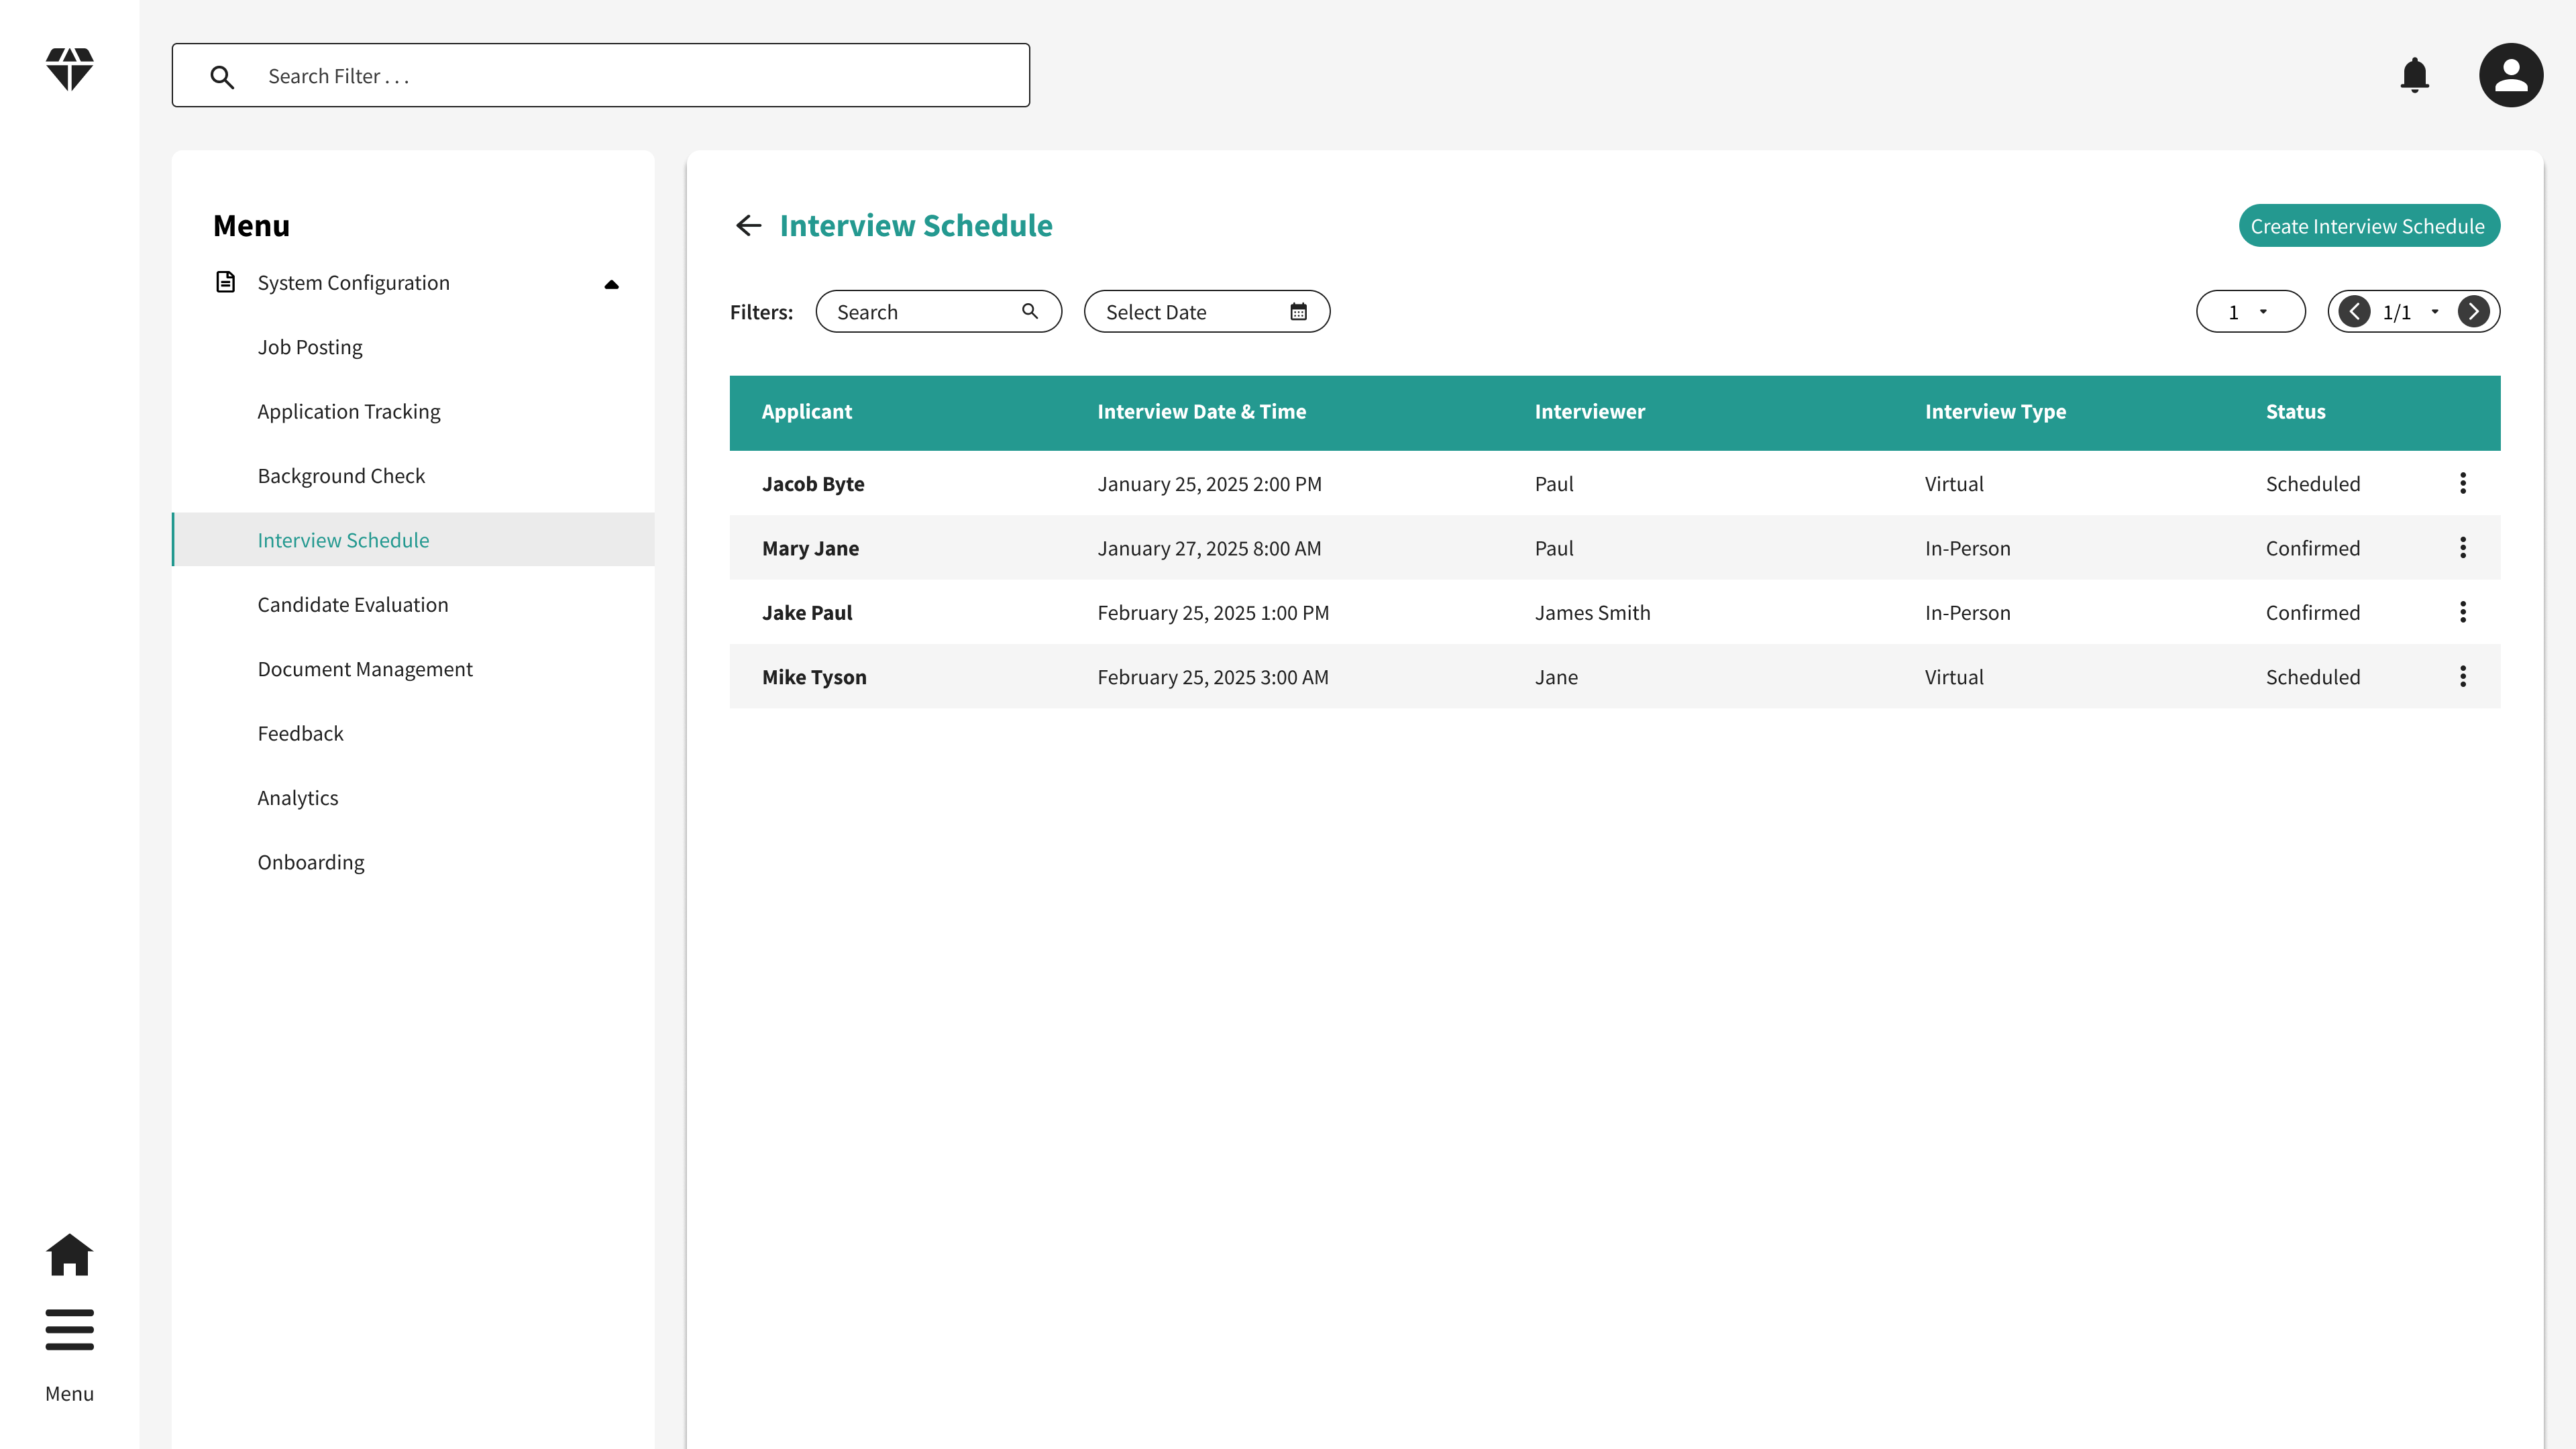 Search Filter . . .
Menu
System Configuration
Job Posting
Application Tracking
Background Check
Interview Schedule
Candidate Evaluation
Document Management
Feedback
Analytics
Onboarding
Menu
Interview Schedule
Create Interview Schedule
Filters: Search Select Date 1 1/1
Applicant Interview Date & Time Interviewer Interview Type Status
Jacob Byte January 25, 2025 2:00 PM Paul Virtual Scheduled
Mary Jane January 27, 2025 8:00 AM Paul In-Person Confirmed
Jake Paul February 25, 2025 1:00 PM James Smith In-Person Confirmed
Mike Tyson February 25, 2025 3:00 AM Jane Virtual Scheduled